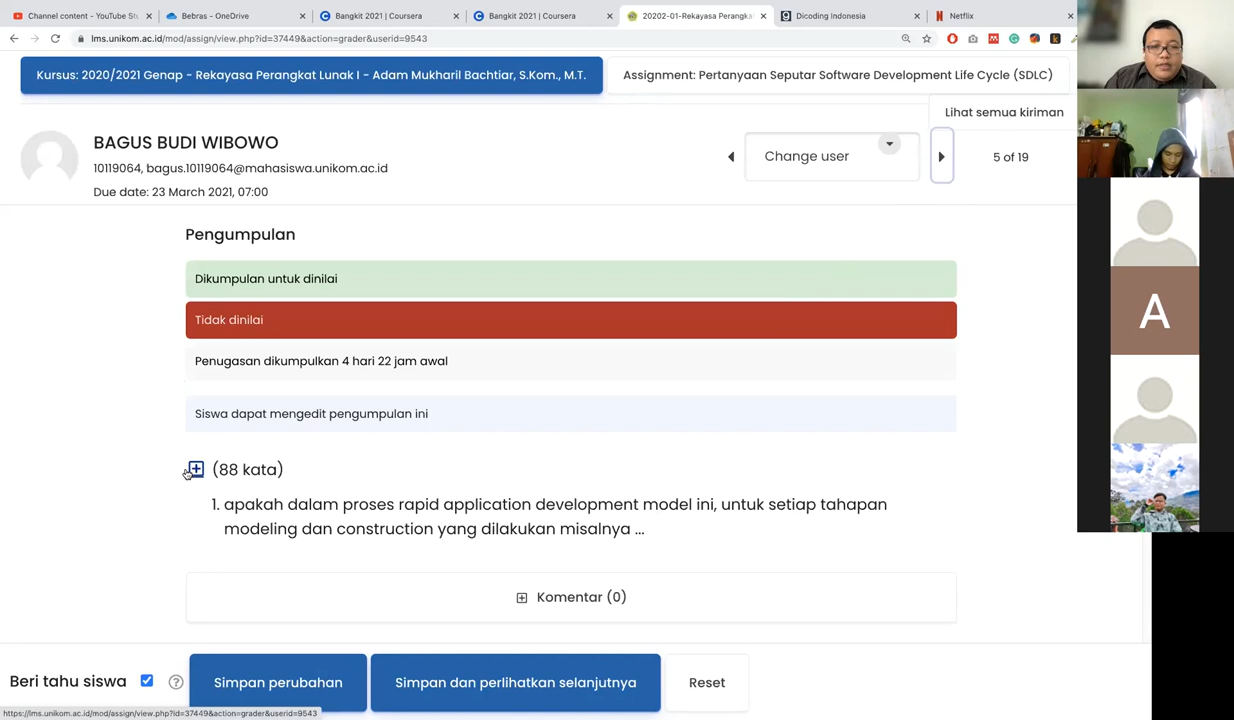 Channel content - YouTube Stu
Bebras - OneDrive
Bangkit 2021 | Coursera
Bangkit 2021 | Coursera
20202-01-Rekayasa Perangka
Dicoding Indonesia
Netflix
lms.unikom.ac.id/mod/assign/view.php?id=37449&action=grader&userid=9543
Kursus: 2020/2021 Genap - Rekayasa Perangkat Lunak I - Adam Mukharil Bachtiar, S.Kom., M.T.
Assignment: Pertanyaan Seputar Software Development Life Cycle (SDLC)
Lihat semua kiriman
BAGUS BUDI WIBOWO
10119064, bagus.10119064@mahasiswa.unikom.ac.id
Due date: 23 March 2021, 07:00
Change user
5 of 19
Pengumpulan
Dikumpulan untuk dinilai
Tidak dinilai
Penugasan dikumpulkan 4 hari 22 jam awal
Siswa dapat mengedit pengumpulan ini
(88 kata)
1. apakah dalam proses rapid application development model ini, untuk setiap tahapan
modeling dan construction yang dilakukan misalnya ...
Komentar (0)
Beri tahu siswa
Simpan perubahan
Simpan dan perlihatkan selanjutnya
Reset
https://lms.unikom.ac.id/mod/assign/view.php?id=37449&action=grader&userid=9543
A